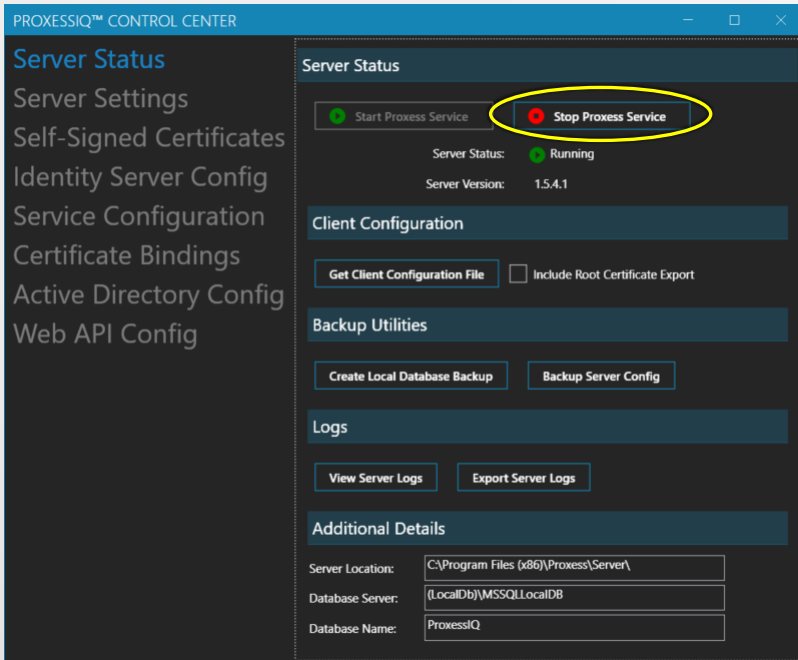 PROXESSIQ™ CONTROL CENTER
Server Status
Server Settings
Self-Signed Certificates
Identity Server Config
Service Configuration
Certificate Bindings
Active Directory Config
Web API Config
Server Status
Start Proxess Service Stop Proxess Service
Server Status: Running
Server Version: 1.5.4.1
Client Configuration
Get Client Configuration File Include Root Certificate Export
Backup Utilities
Create Local Database Backup Backup Server Config
Logs
View Server Logs Export Server Logs
Additional Details
Server Location: C:\Program Files (x86)\Proxess\Server\
Database Server: (LocalDb)\MSSQLLocalDB
Database Name: ProxessIQ